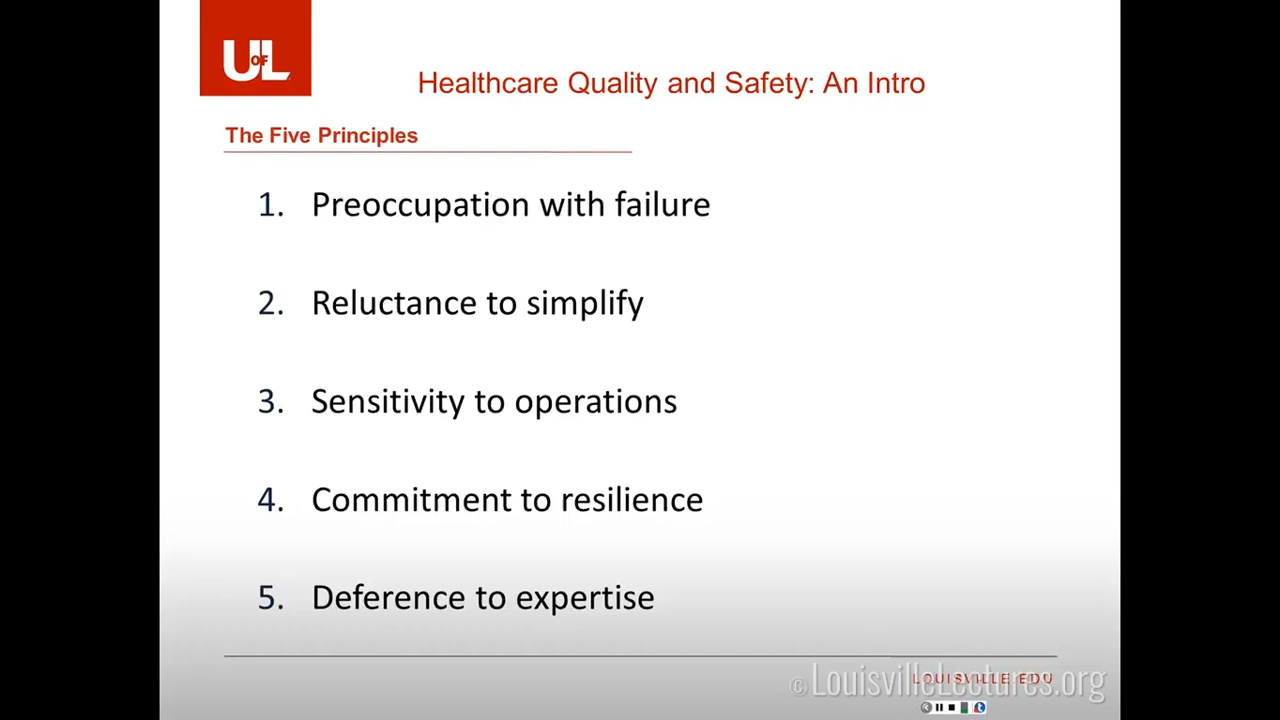 UofL
Healthcare Quality and Safety: An Intro
The Five Principles
1. Preoccupation with failure
2. Reluctance to simplify
3. Sensitivity to operations
4. Commitment to resilience
5. Deference to expertise
LOUISVILLE.EDU
© LouisvilleLectures.org